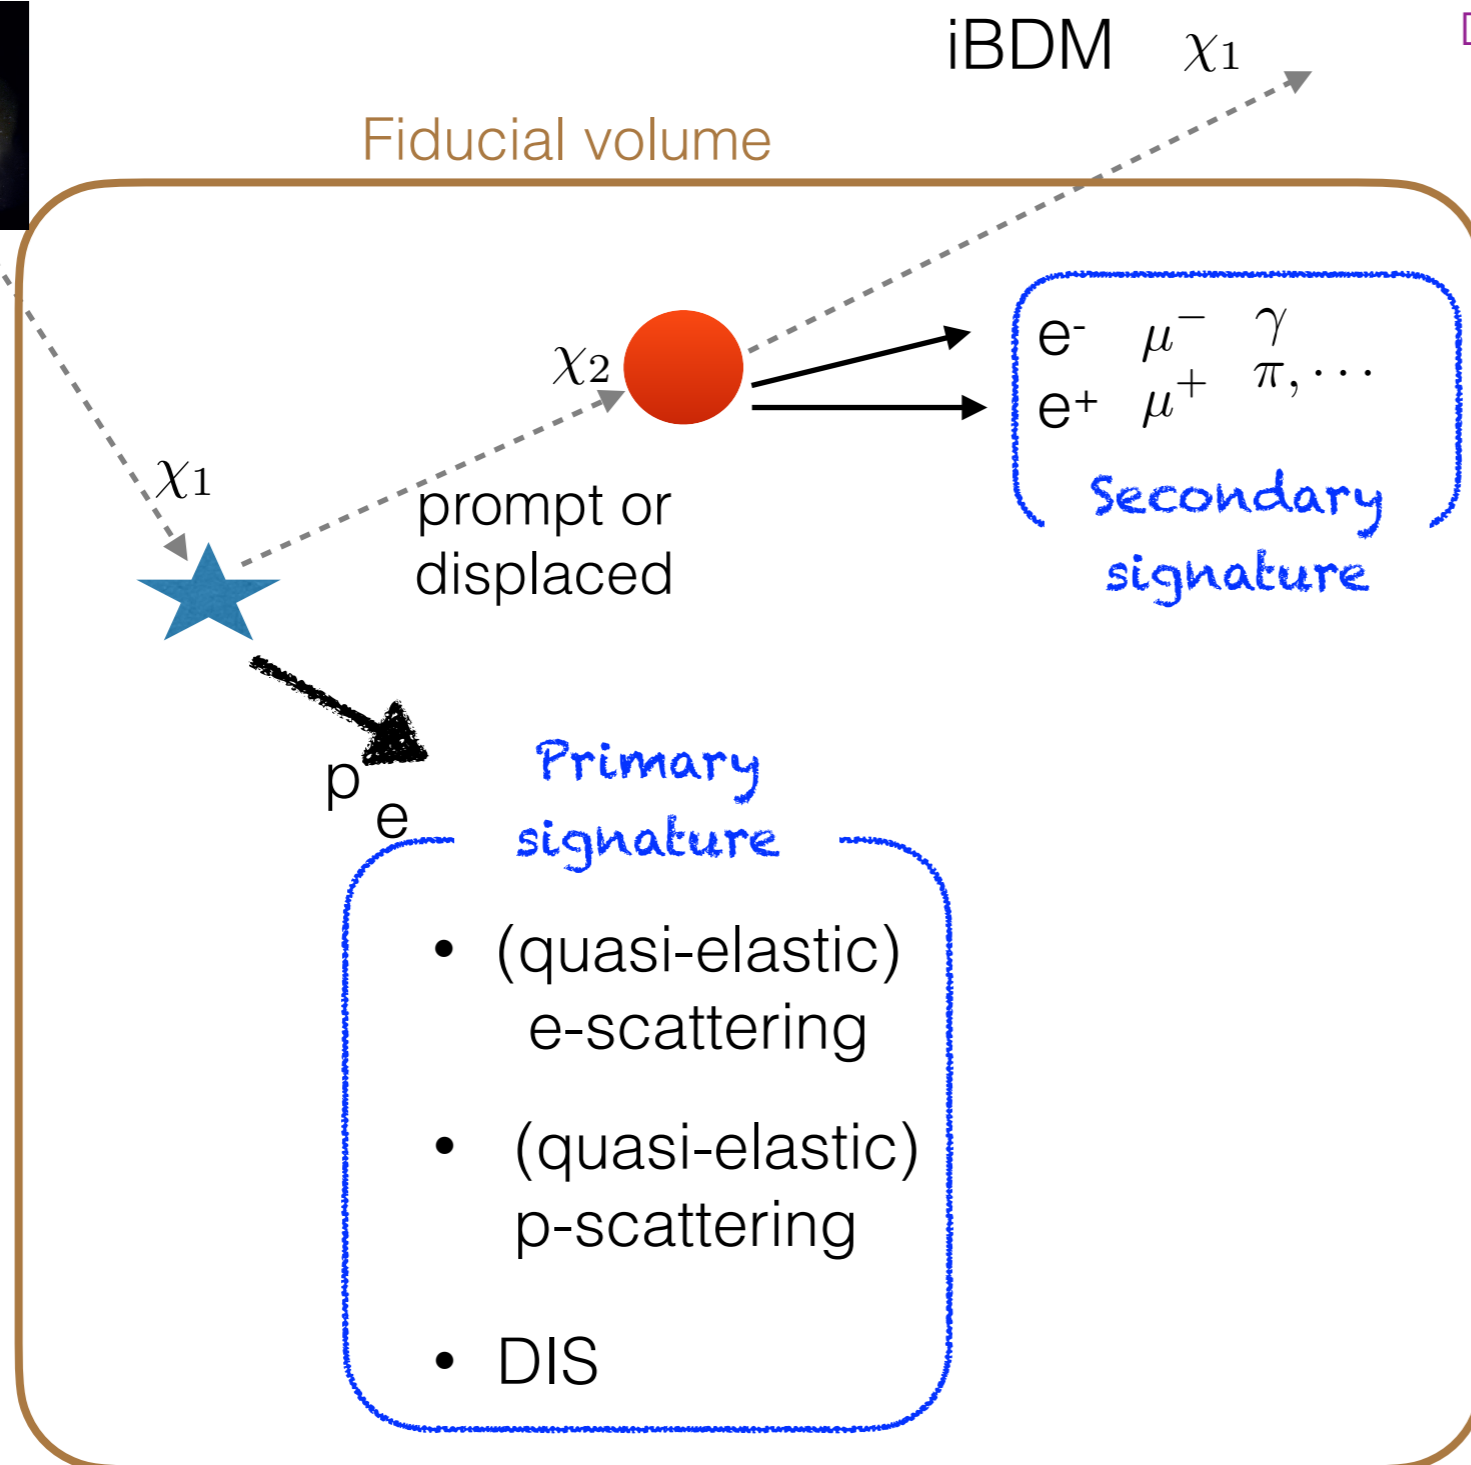 iBDM χ₁
Fiducial volume
e⁻ μ⁻ γ
χ₂
π, ⋯
e⁺ μ⁺
χ₁
prompt or
displaced
Secondary
signature
p
e
Primary
signature
• (quasi-elastic)
e-scattering
• (quasi-elastic)
p-scattering
• DIS